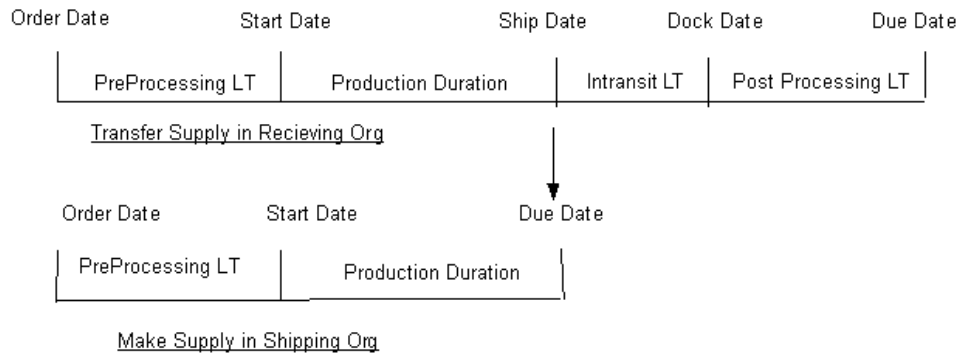 Order Date Start Date Ship Date Dock Date Due Date
PreProcessing LT Production Duration Intransit LT Post Processing LT
Transfer Supply in Recieving Org
Order Date Start Date Due Date
PreProcessing LT Production Duration
Make Supply in Shipping Org